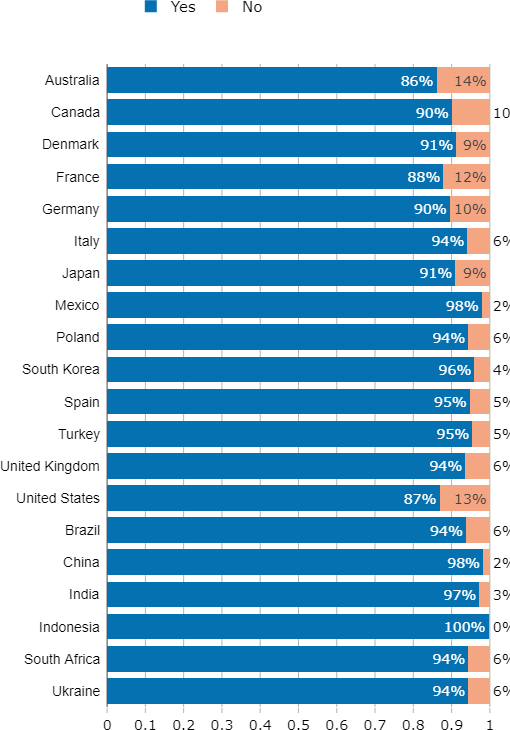 Yes No
Australia 86% 14%
Canada 90% 10
Denmark 91% 9%
France 88% 12%
Germany 90% 10%
Italy 94% 6%
Japan 91% 9%
Mexico 98% 2%
Poland 94% 6%
South Korea 96% 4%
Spain 95% 5%
Turkey 95% 5%
United Kingdom 94% 6%
United States 87% 13%
Brazil 94% 6%
China 98% 2%
India 97% 3%
Indonesia 100% 0%
South Africa 94% 6%
Ukraine 94% 6%
0 0.1 0.2 0.3 0.4 0.5 0.6 0.7 0.8 0.9 1